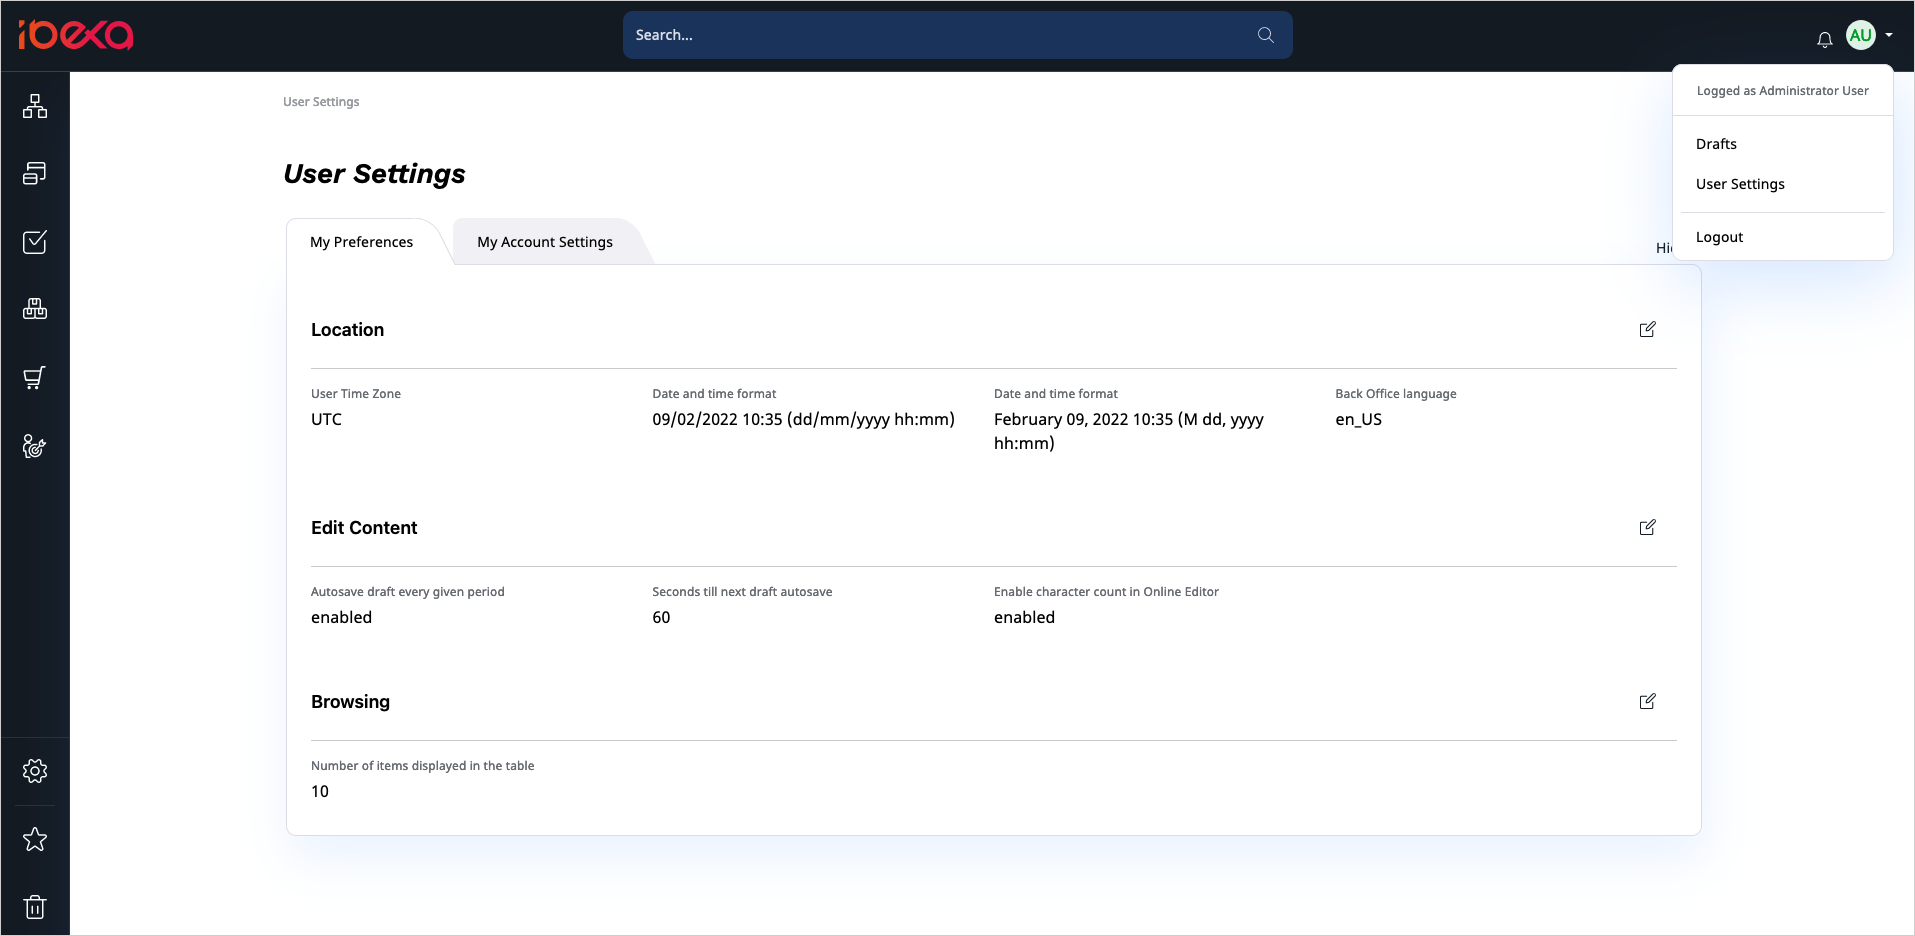 ibexa
Search...
AU
Logged as Administrator User
Drafts
User Settings
Logout
User Settings
User Settings
My Preferences
My Account Settings
Location
User Time Zone
UTC
Date and time format
09/02/2022 10:35 (dd/mm/yyyy hh:mm)
Date and time format
February 09, 2022 10:35 (M dd, yyyy
hh:mm)
Back Office language
en_US
Edit Content
Autosave draft every given period
enabled
Seconds till next draft autosave
60
Enable character count in Online Editor
enabled
Browsing
Number of items displayed in the table
10